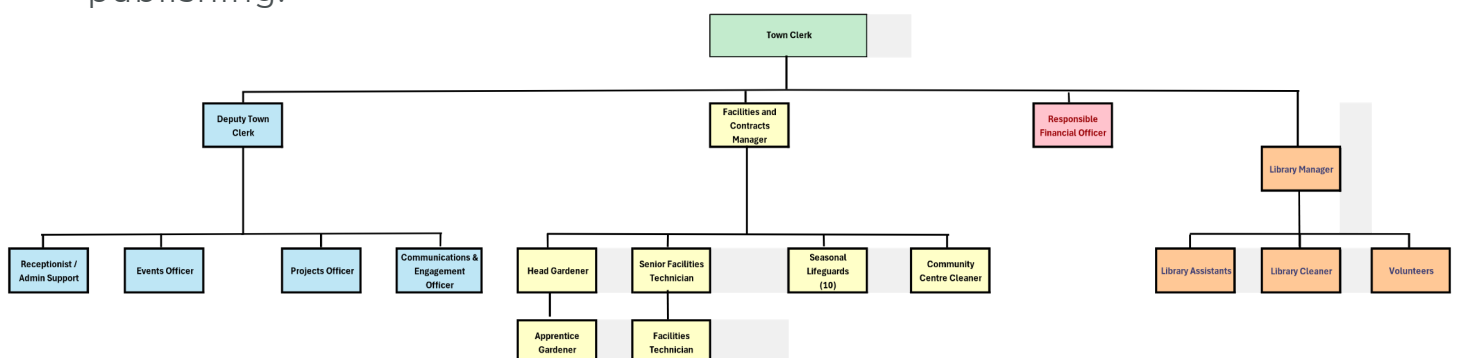 publishing.
Town Clerk
Deputy Town
Clerk
Facilities and
Contracts
Manager
Responsible
Financial Officer
Library Manager
Receptionist /
Admin Support
Events Officer
Projects Officer
Communications &
Engagement
Officer
Head Gardener
Senior Facilities
Technician
Seasonal
Lifeguards
(10)
Community
Centre Cleaner
Library Assistants
Library Cleaner
Volunteers
Apprentice
Gardener
Facilities
Technician